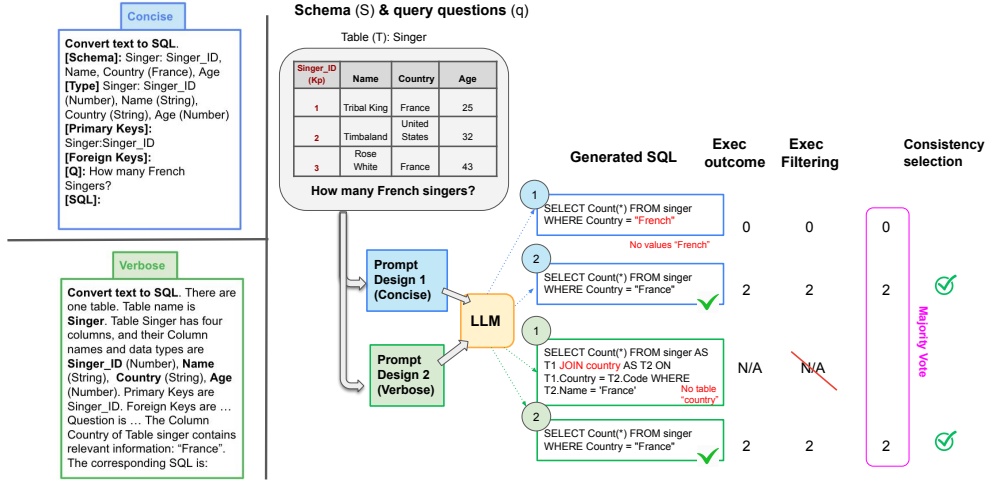 Concise
Convert text to SQL.
[Schema]: Singer: Singer_ID,
Name, Country (France), Age
[Type] Singer: Singer_ID
(Number), Name (String),
Country (String), Age (Number)
[Primary Keys]:
Singer:Singer_ID
[Foreign Keys]:
[Q]: How many French
Singers?
[SQL]:
Verbose
Convert text to SQL. There are
one table. Table name is
Singer. Table Singer has four
columns, and their Column
names and data types are
Singer_ID (Number), Name
(String), Country (String), Age
(Number). Primary Keys are
Singer_ID. Foreign Keys are …
Question is … The Column
Country of Table singer contains
relevant information: “France”.
The corresponding SQL is:
Schema (S) & query questions (q)
Table (T): Singer
Singer_ID (Kp) Name Country Age
1 Tribal King France 25
2 Timbaland United States 32
3 Rose White France 43
How many French singers?
Prompt
Design 1
(Concise)
Prompt
Design 2
(Verbose)
LLM
Generated SQL
Exec
outcome
Exec
Filtering
Consistency
selection
1
SELECT Count(*) FROM singer
WHERE Country = "French"
No values “French”
0 0 0
2
SELECT Count(*) FROM singer
WHERE Country = "France"
2 2 2
1
SELECT Count(*) FROM singer AS
T1 JOIN country AS T2 ON
T1.Country = T2.Code WHERE
T2.Name = 'France'
No table
“country”
N/A N/A
2
SELECT Count(*) FROM singer
WHERE Country = "France"
2 2 2
Majority Vote